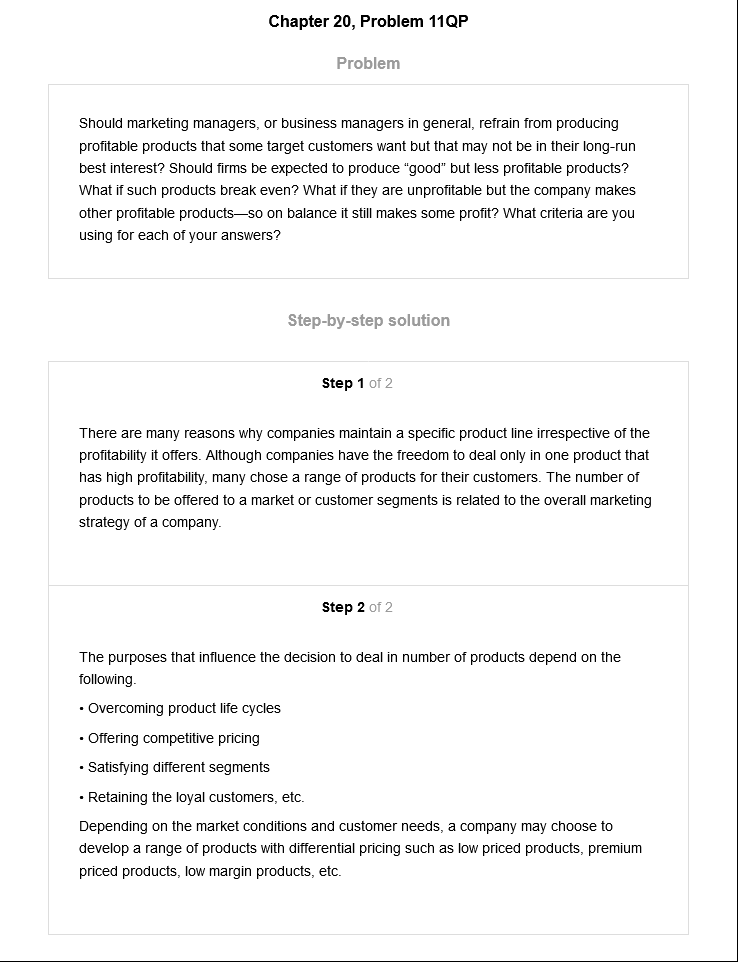 Chapter 20, Problem 11QP
Problem
Should marketing managers, or business managers in general, refrain from producing
profitable products that some target customers want but that may not be in their long-run
best interest? Should firms be expected to produce “good” but less profitable products?
What if such products break even? What if they are unprofitable but the company makes
other profitable products—so on balance it still makes some profit? What criteria are you
using for each of your answers?
Step-by-step solution
Step 1 of 2
There are many reasons why companies maintain a specific product line irrespective of the
profitability it offers. Although companies have the freedom to deal only in one product that
has high profitability, many chose a range of products for their customers. The number of
products to be offered to a market or customer segments is related to the overall marketing
strategy of a company.
Step 2 of 2
The purposes that influence the decision to deal in number of products depend on the
following.
• Overcoming product life cycles
• Offering competitive pricing
• Satisfying different segments
• Retaining the loyal customers, etc.
Depending on the market conditions and customer needs, a company may choose to
develop a range of products with differential pricing such as low priced products, premium
priced products, low margin products, etc.